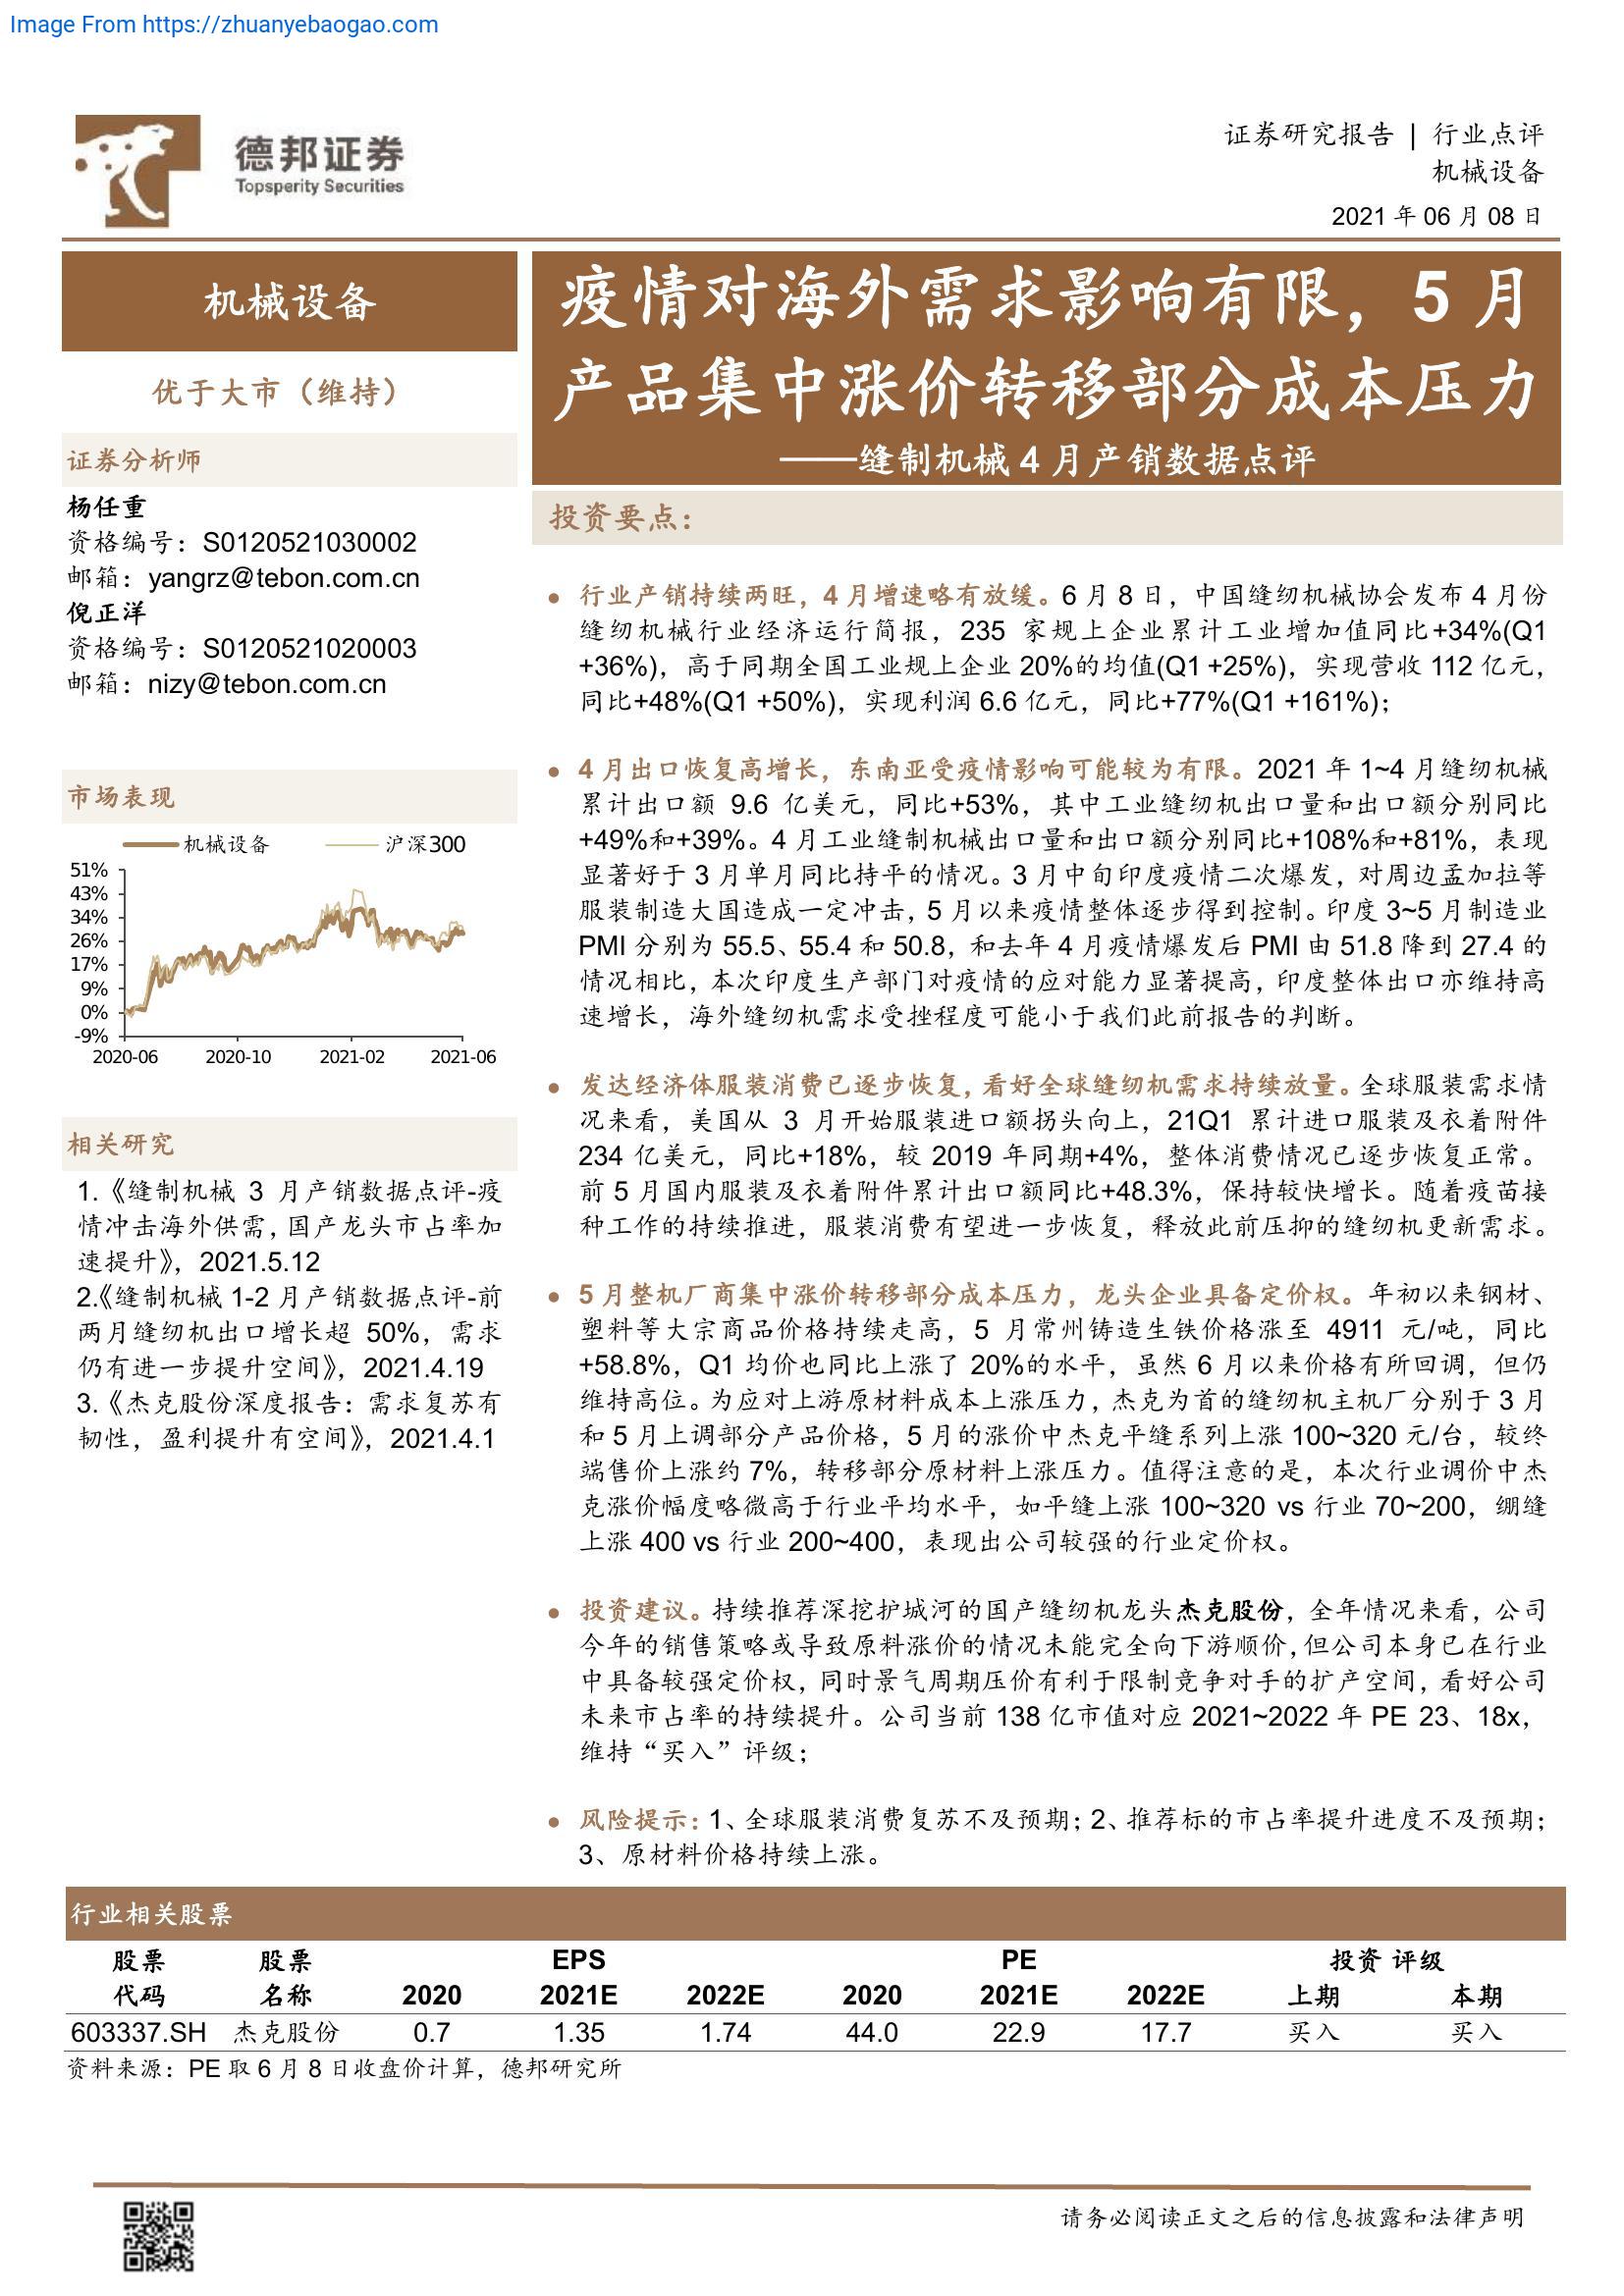 Image From https://zhuanyebaogao.com
德邦证券
Topsperity Securities
证券研究报告 | 行业点评
机械设备
2021 年 06 月 08 日
机械设备
优于大市（维持）
证券分析师
杨任重
资格编号：S0120521030002
邮箱：yangrz@tebon.com.cn
倪正洋
资格编号：S0120521020003
邮箱：nizy@tebon.com.cn
市场表现
机械设备 沪深300
51%
43%
34%
26%
17%
9%
0%
-9%
2020-06 2020-10 2021-02 2021-06
相关研究
1.《缝制机械 3 月产销数据点评-疫
情冲击海外供需，国产龙头市占率加
速提升》，2021.5.12
2.《缝制机械 1-2 月产销数据点评-前
两月缝纫机出口增长超 50%，需求
仍有进一步提升空间》，2021.4.19
3.《杰克股份深度报告：需求复苏有
韧性，盈利提升有空间》，2021.4.1
疫情对海外需求影响有限，5 月
产品集中涨价转移部分成本压力
——缝制机械 4 月产销数据点评
投资要点：
● 行业产销持续两旺，4 月增速略有放缓。6 月 8 日，中国缝纫机械协会发布 4 月份
缝纫机械行业经济运行简报，235 家规上企业累计工业增加值同比+34%(Q1
+36%)，高于同期全国工业规上企业 20%的均值(Q1 +25%)，实现营收 112 亿元，
同比+48%(Q1 +50%)，实现利润 6.6 亿元，同比+77%(Q1 +161%)；
● 4 月出口恢复高增长，东南亚受疫情影响可能较为有限。2021 年 1~4 月缝纫机械
累计出口额 9.6 亿美元，同比+53%，其中工业缝纫机出口量和出口额分别同比
+49%和+39%。4 月工业缝制机械出口量和出口额分别同比+108%和+81%，表现
显著好于 3 月单月同比持平的情况。3 月中旬印度疫情二次爆发，对周边孟加拉等
服装制造大国造成一定冲击，5 月以来疫情整体逐步得到控制。印度 3~5 月制造业
PMI 分别为 55.5、55.4 和 50.8，和去年 4 月疫情爆发后 PMI 由 51.8 降到 27.4 的
情况相比，本次印度生产部门对疫情的应对能力显著提高，印度整体出口亦维持高
速增长，海外缝纫机需求受挫程度可能小于我们此前报告的判断。
● 发达经济体服装消费已逐步恢复，看好全球缝纫机需求持续放量。全球服装需求情
况来看，美国从 3 月开始服装进口额拐头向上，21Q1 累计进口服装及衣着附件
234 亿美元，同比+18%，较 2019 年同期+4%，整体消费情况已逐步恢复正常。
前 5 月国内服装及衣着附件累计出口额同比+48.3%，保持较快增长。随着疫苗接
种工作的持续推进，服装消费有望进一步恢复，释放此前压抑的缝纫机更新需求。
● 5 月整机厂商集中涨价转移部分成本压力，龙头企业具备定价权。年初以来钢材、
塑料等大宗商品价格持续走高，5 月常州铸造生铁价格涨至 4911 元/吨，同比
+58.8%，Q1 均价也同比上涨了 20%的水平，虽然 6 月以来价格有所回调，但仍
维持高位。为应对上游原材料成本上涨压力，杰克为首的缝纫机主机厂分别于 3 月
和 5 月上调部分产品价格，5 月的涨价中杰克平缝系列上涨 100~320 元/台，较终
端售价上涨约 7%，转移部分原材料上涨压力。值得注意的是，本次行业调价中杰
克涨价幅度略微高于行业平均水平，如平缝上涨 100~320 vs 行业 70~200，绷缝
上涨 400 vs 行业 200~400，表现出公司较强的行业定价权。
● 投资建议。持续推荐深挖护城河的国产缝纫机龙头杰克股份，全年情况来看，公司
今年的销售策略或导致原料涨价的情况未能完全向下游顺价，但公司本身已在行业
中具备较强定价权，同时景气周期压价有利于限制竞争对手的扩产空间，看好公司
未来市占率的持续提升。公司当前 138 亿市值对应 2021~2022 年 PE 23、18x，
维持“买入”评级；
● 风险提示：1、全球服装消费复苏不及预期；2、推荐标的市占率提升进度不及预期；
3、原材料价格持续上涨。
行业相关股票
股票 股票 EPS PE 投资 评级
代码 名称 2020 2021E 2022E 2020 2021E 2022E 上期 本期
603337.SH 杰克股份 0.7 1.35 1.74 44.0 22.9 17.7 买入 买入
资料来源：PE 取 6 月 8 日收盘价计算，德邦研究所
请务必阅读正文之后的信息披露和法律声明